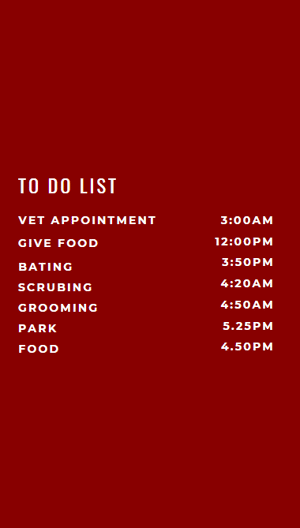 TO DO LIST
VET APPOINTMENT 3:00AM
GIVE FOOD 12:00PM
BATING 3:50PM
SCRUBING 4:20AM
GROOMING 4:50AM
PARK 5.25PM
FOOD 4.50PM